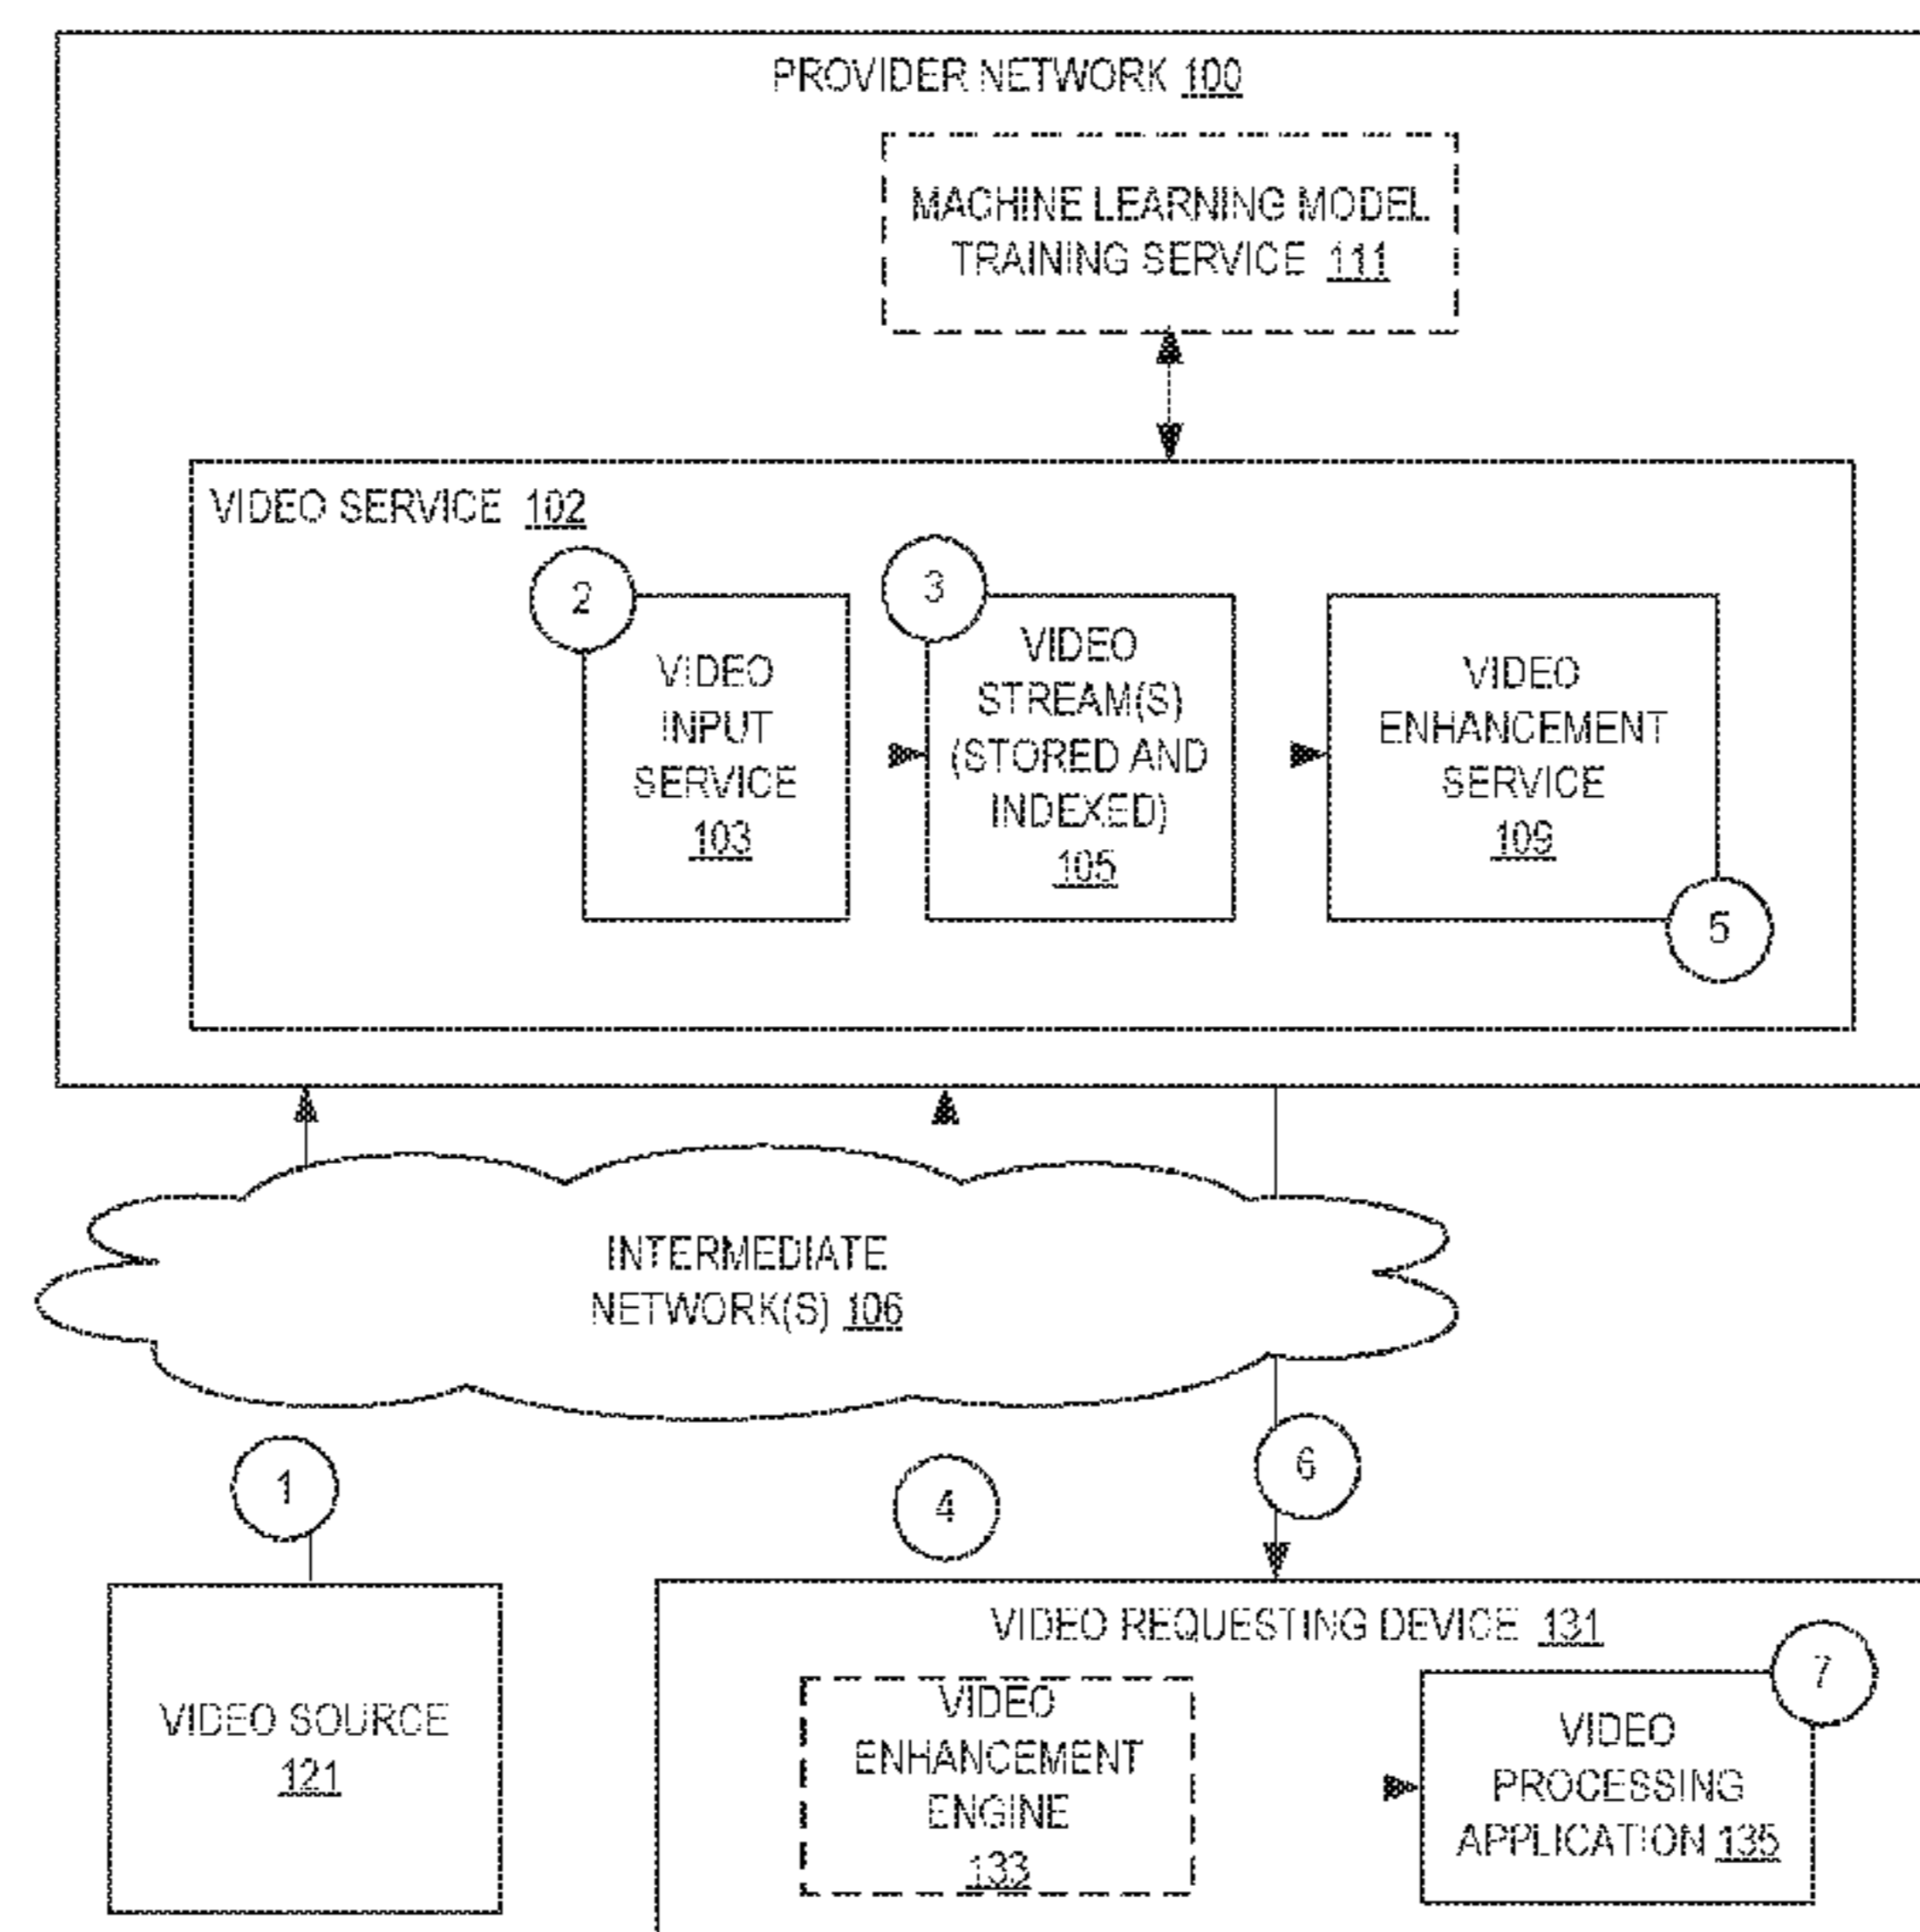 PROVIDER NETWORK 100
MACHINE LEARNING MODEL
TRAINING SERVICE 111
VIDEO SERVICE 102
2
VIDEO
INPUT
SERVICE
103
3
VIDEO
STREAM(S)
(STORED AND
INDEXED)
105
VIDEO
ENHANCEMENT
SERVICE
109
5
INTERMEDIATE
NETWORK(S) 106
1
4
6
VIDEO SOURCE
121
VIDEO REQUESTING DEVICE 131
VIDEO
ENHANCEMENT
ENGINE
133
7
VIDEO
PROCESSING
APPLICATION 135